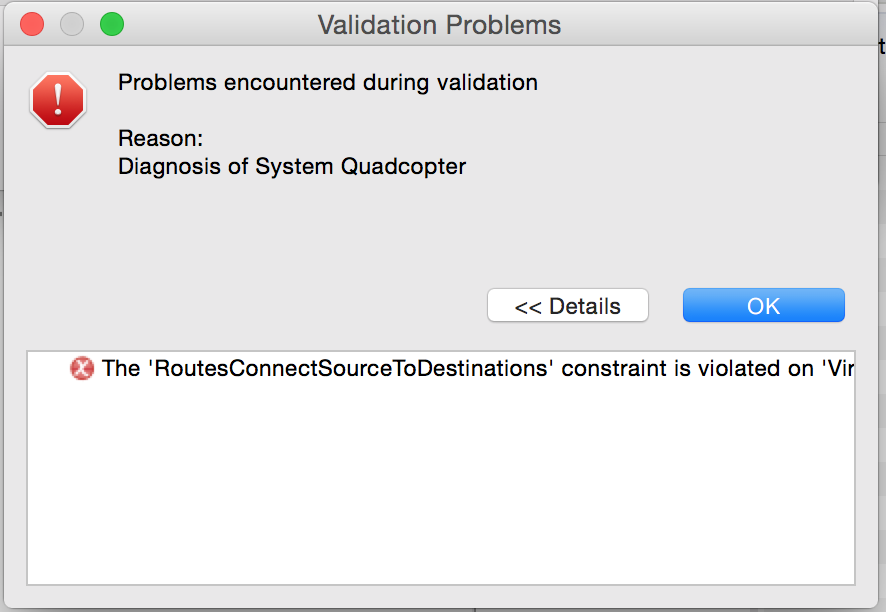 Validation Problems
Problems encountered during validation
Reason:
Diagnosis of System Quadcopter
<< Details
OK
The 'RoutesConnectSourceToDestinations' constraint is violated on 'Vir